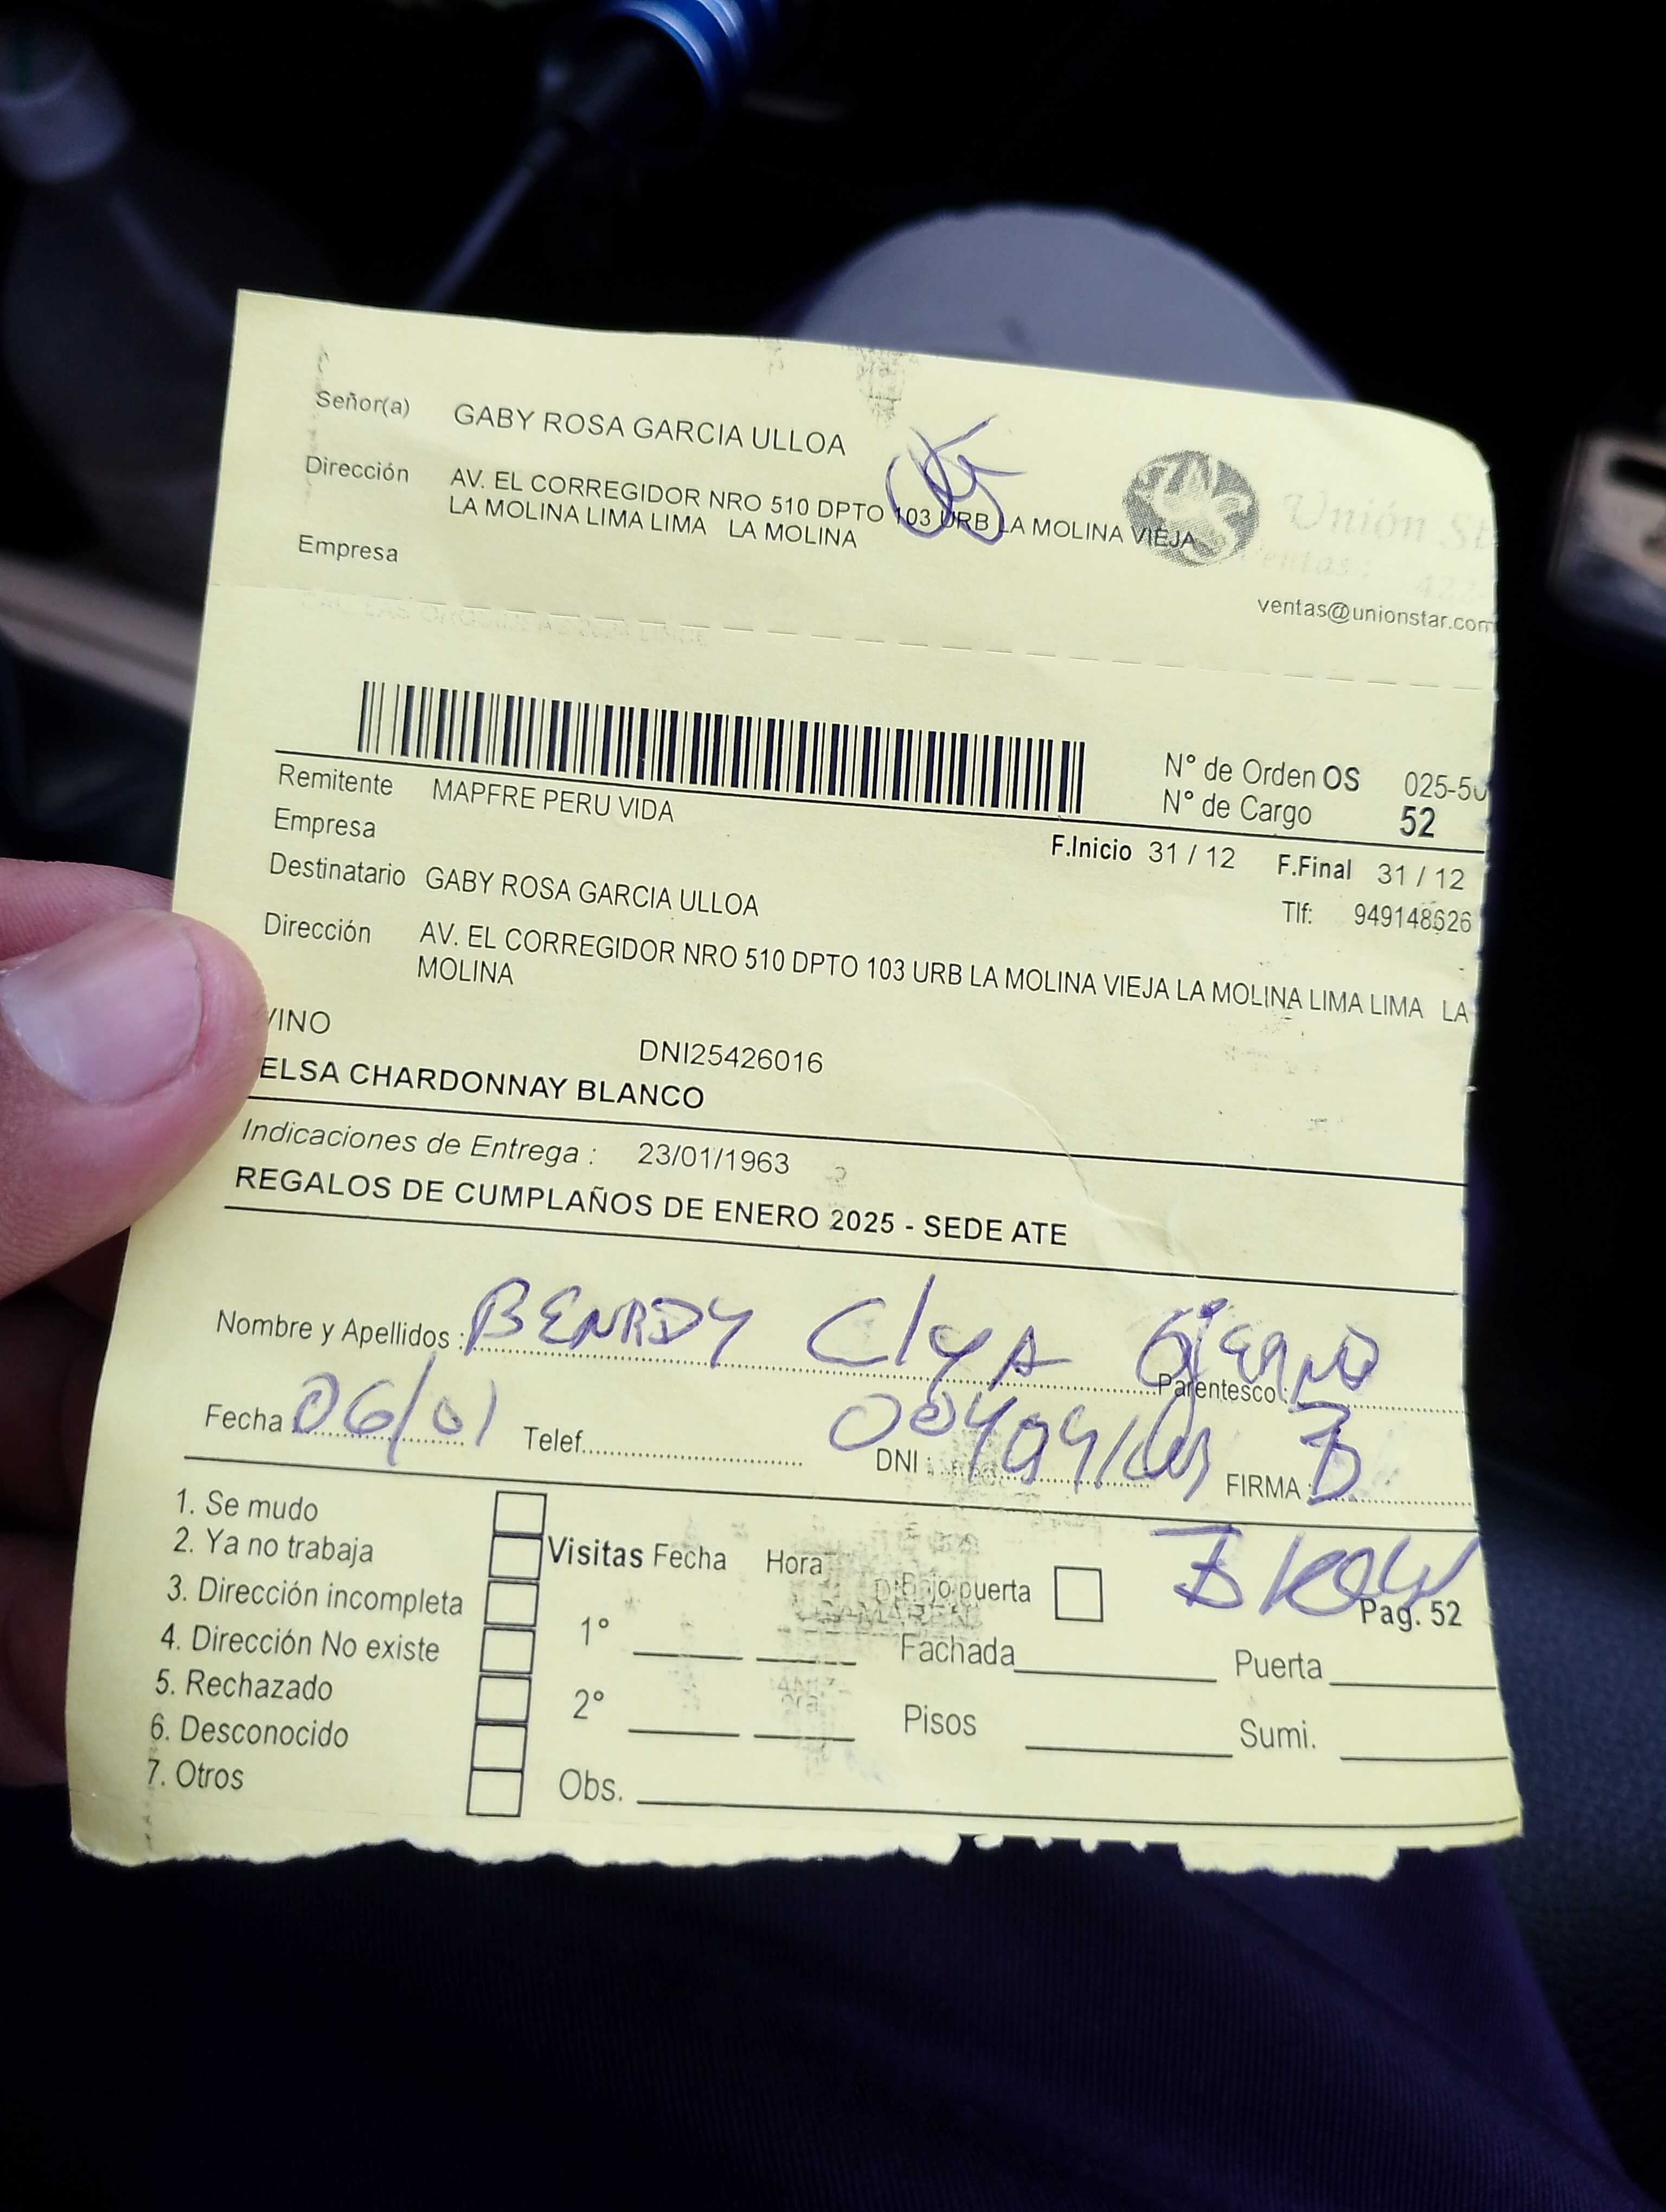 Señor(a) GABY ROSA GARCIA ULLOA
Dirección AV. EL CORREGIDOR NRO 510 DPTO 103 URB LA MOLINA VIEJA
LA MOLINA LIMA LIMA LA MOLINA
Empresa
Unión St
ventas@unionstar.com
N° de Orden OS 025-50
N° de Cargo 52
Remitente MAPFRE PERU VIDA
Empresa
F.Inicio 31 / 12 F.Final 31 / 12
Destinatario GABY ROSA GARCIA ULLOA
Tlf: 949148626
Dirección AV. EL CORREGIDOR NRO 510 DPTO 103 URB LA MOLINA VIEJA LA MOLINA LIMA LIMA LA
MOLINA
VINO
DNI25426016
ELSA CHARDONNAY BLANCO
Indicaciones de Entrega : 23/01/1963
REGALOS DE CUMPLAÑOS DE ENERO 2025 - SEDE ATE
Nombre y Apellidos :
Parentesco :
Fecha 06/01 Telef. DNI : FIRMA :
1. Se mudo
2. Ya no trabaja
3. Dirección incompleta
4. Dirección No existe
5. Rechazado
6. Desconocido
7. Otros
Visitas Fecha Hora
1°
2°
Obs.
Bajo puerta
Pag. 52
Fachada Puerta
Pisos Sumi.